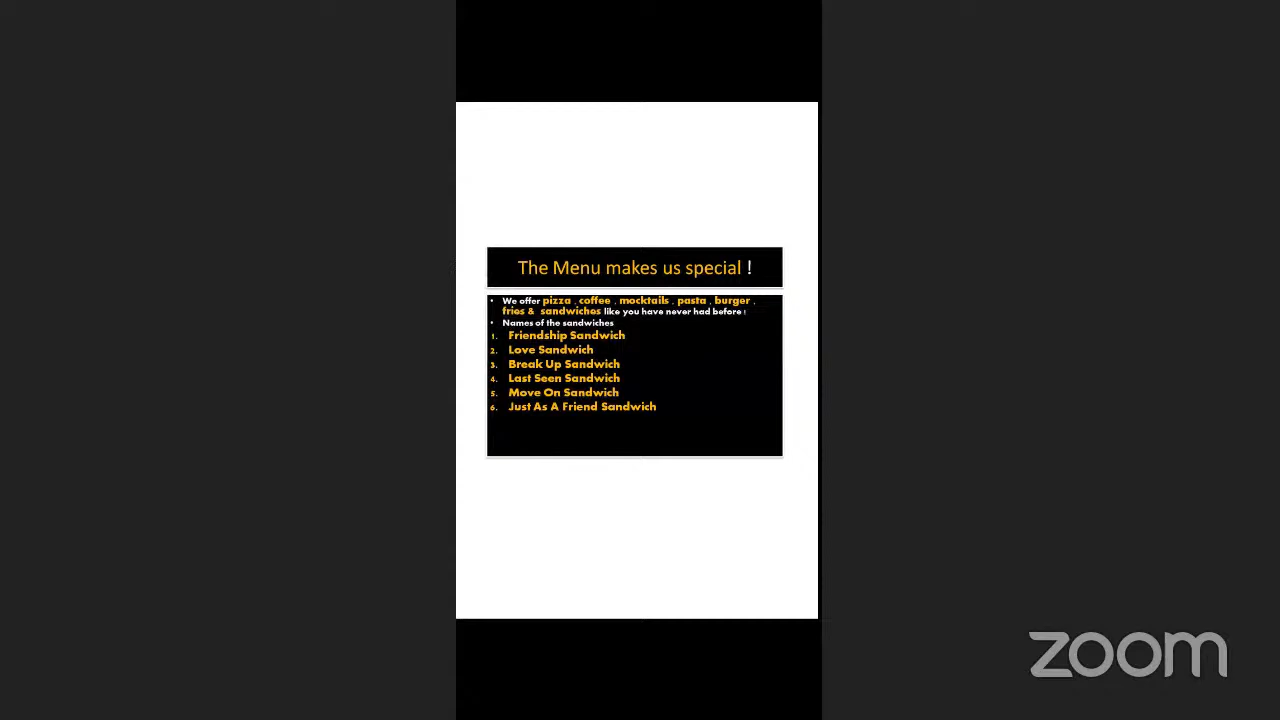 The Menu makes us special !
• We offer pizza , coffee , mocktails , pasta , burger ,
fries & sandwiches like you have never had before !
• Names of the sandwiches
1. Friendship Sandwich
2. Love Sandwich
3. Break Up Sandwich
4. Last Seen Sandwich
5. Move On Sandwich
6. Just As A Friend Sandwich
zoom